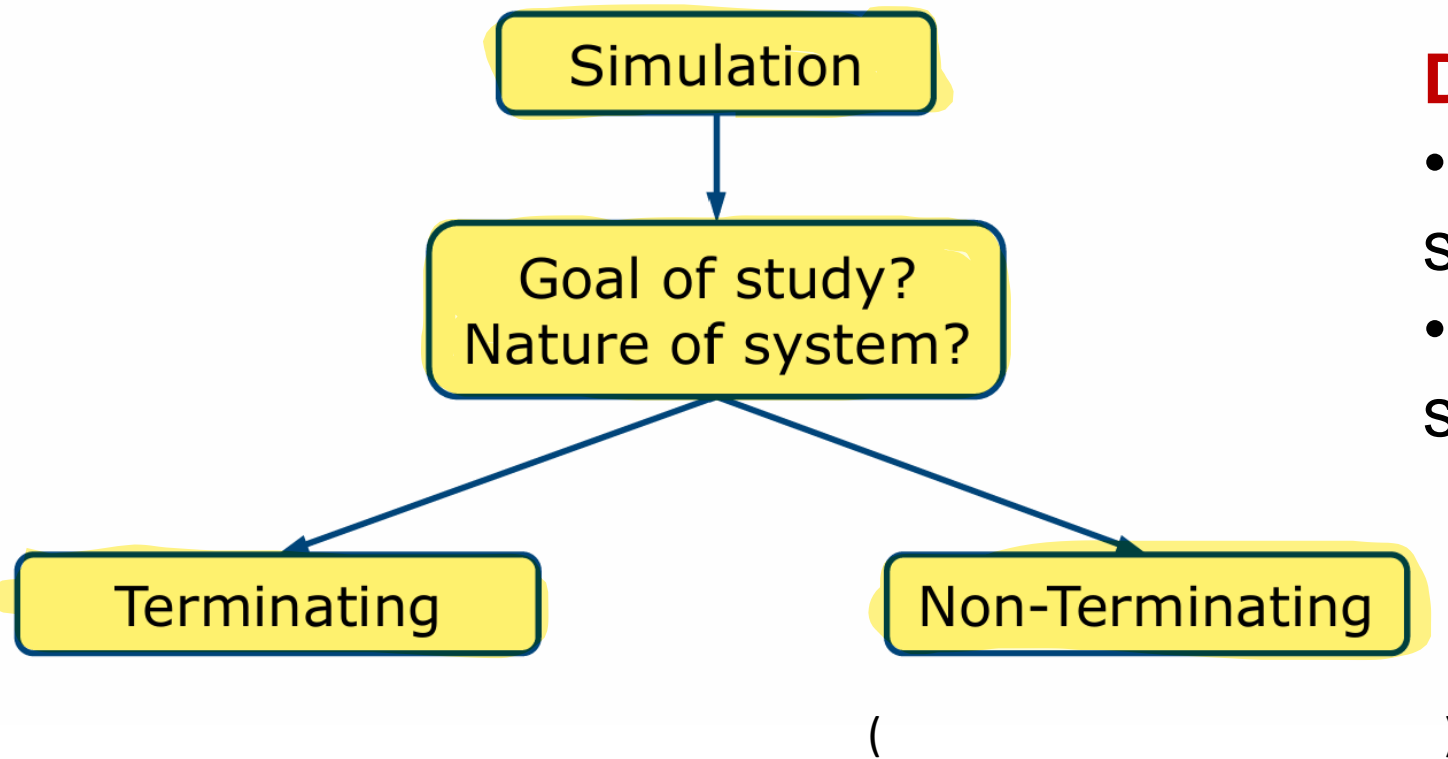 Simulation
Goal of study?
Nature of system?
Terminating
Non-Terminating
(
•
s
•
s